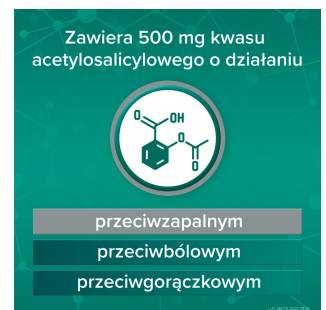 Zawiera 500 mg kwasu
acetylosalicylowego o działaniu
O
OH
O
O
przeciwzapalnym
przeciwbólowym
przeciwgorączkowym